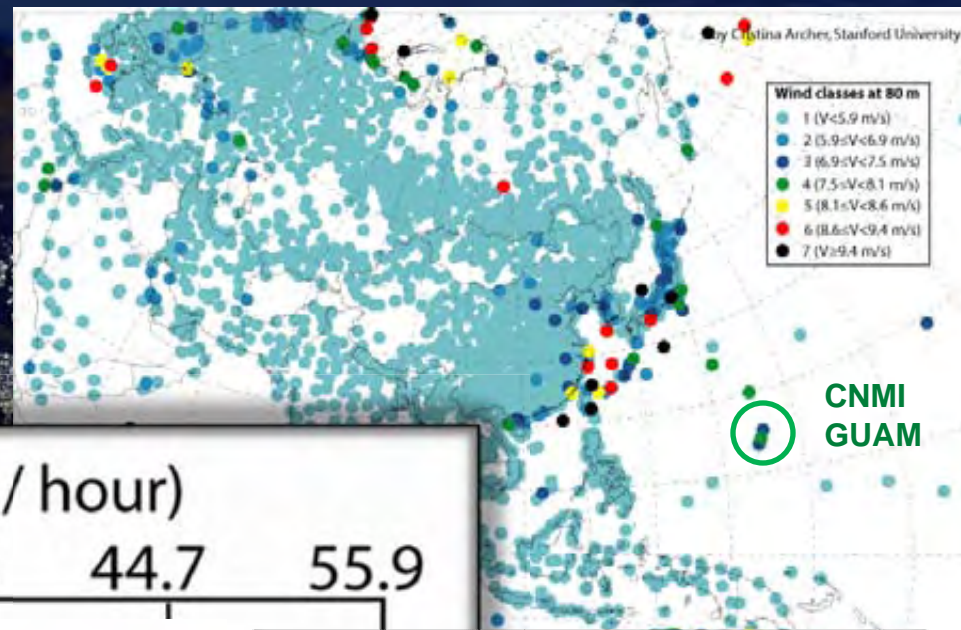 by Cristina Archer, Stanford University
Wind classes at 80 m
1 (V<5.9 m/s)
2 (5.9≤V<6.9 m/s)
3 (6.9≤V<7.5 m/s)
4 (7.5≤V<8.1 m/s)
5 (8.1≤V<8.6 m/s)
6 (8.6≤V<9.4 m/s)
7 (V≥9.4 m/s)
CNMI
GUAM
/ hour)
44.7 55.9